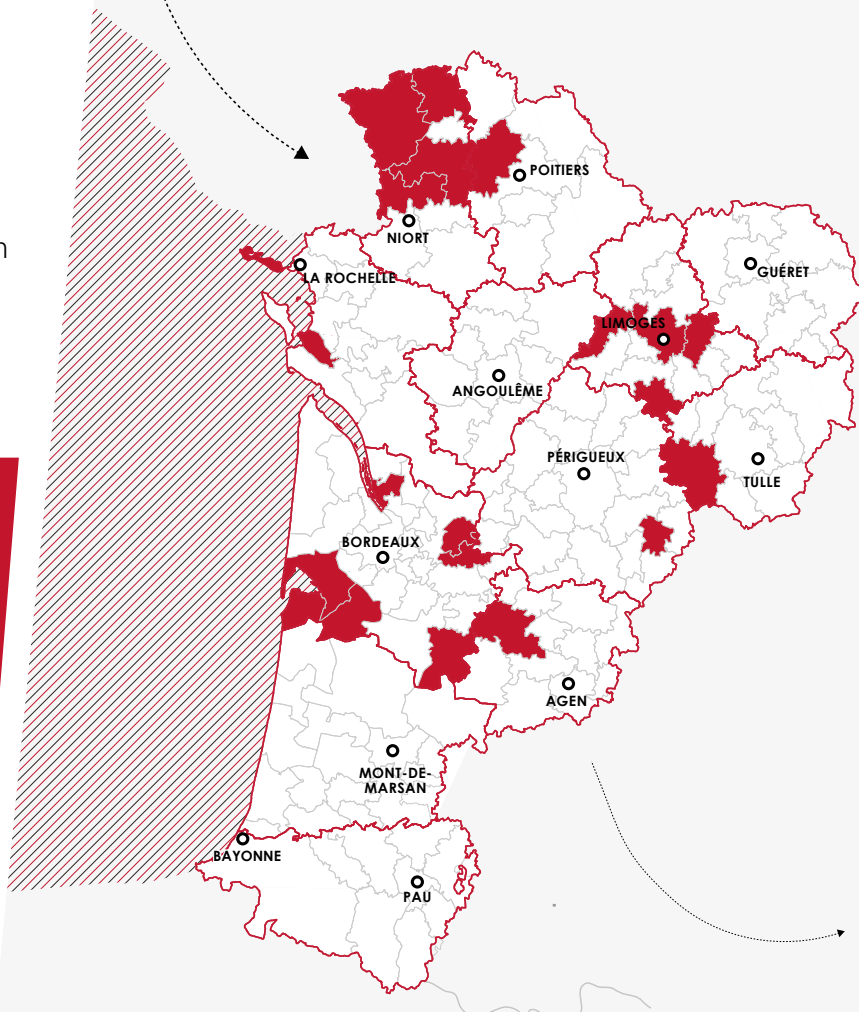 POITIERS
n
NIORT
LA ROCHELLE
GUÉRET
LIMOGES
ANGOULÊME
PÉRIGUEUX
TULLE
BORDEAUX
AGEN
MONT-DE-
MARSAN
BAYONNE
PAU